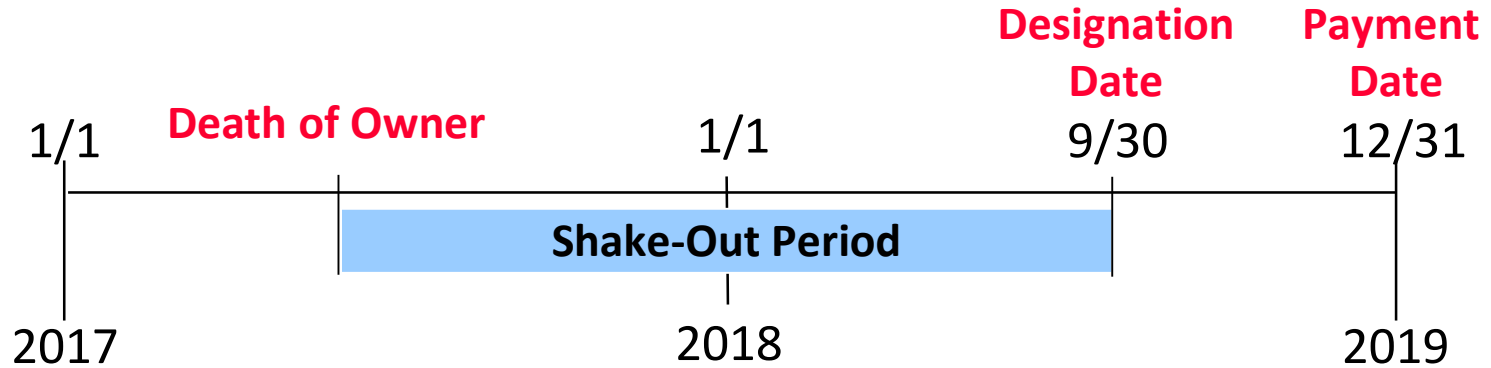 Designation
Date
Payment
Date
Death of Owner
1/1
1/1
9/30
12/31
Shake-Out Period
2017
2018
2019